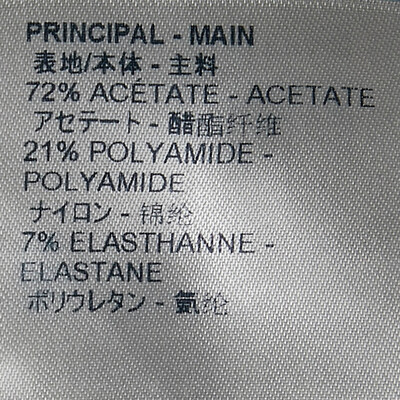 PRINCIPAL - MAIN
表地/本体 - 主料
72% ACÉTATE - ACETATE
アセテート - 醋酯纤维
21% POLYAMIDE -
POLYAMIDE
ナイロン - 锦纶
7% ELASTHANNE -
ELASTANE
ポリウレタン - 氨纶